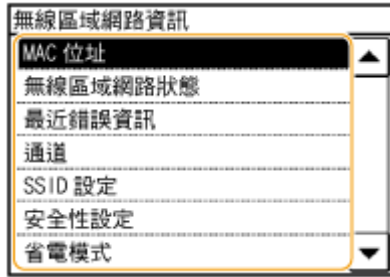 無線區域網路資訊
MAC 位址
無線區域網路狀態
最近錯誤資訊
通道
SSID 設定
安全性設定
省電模式